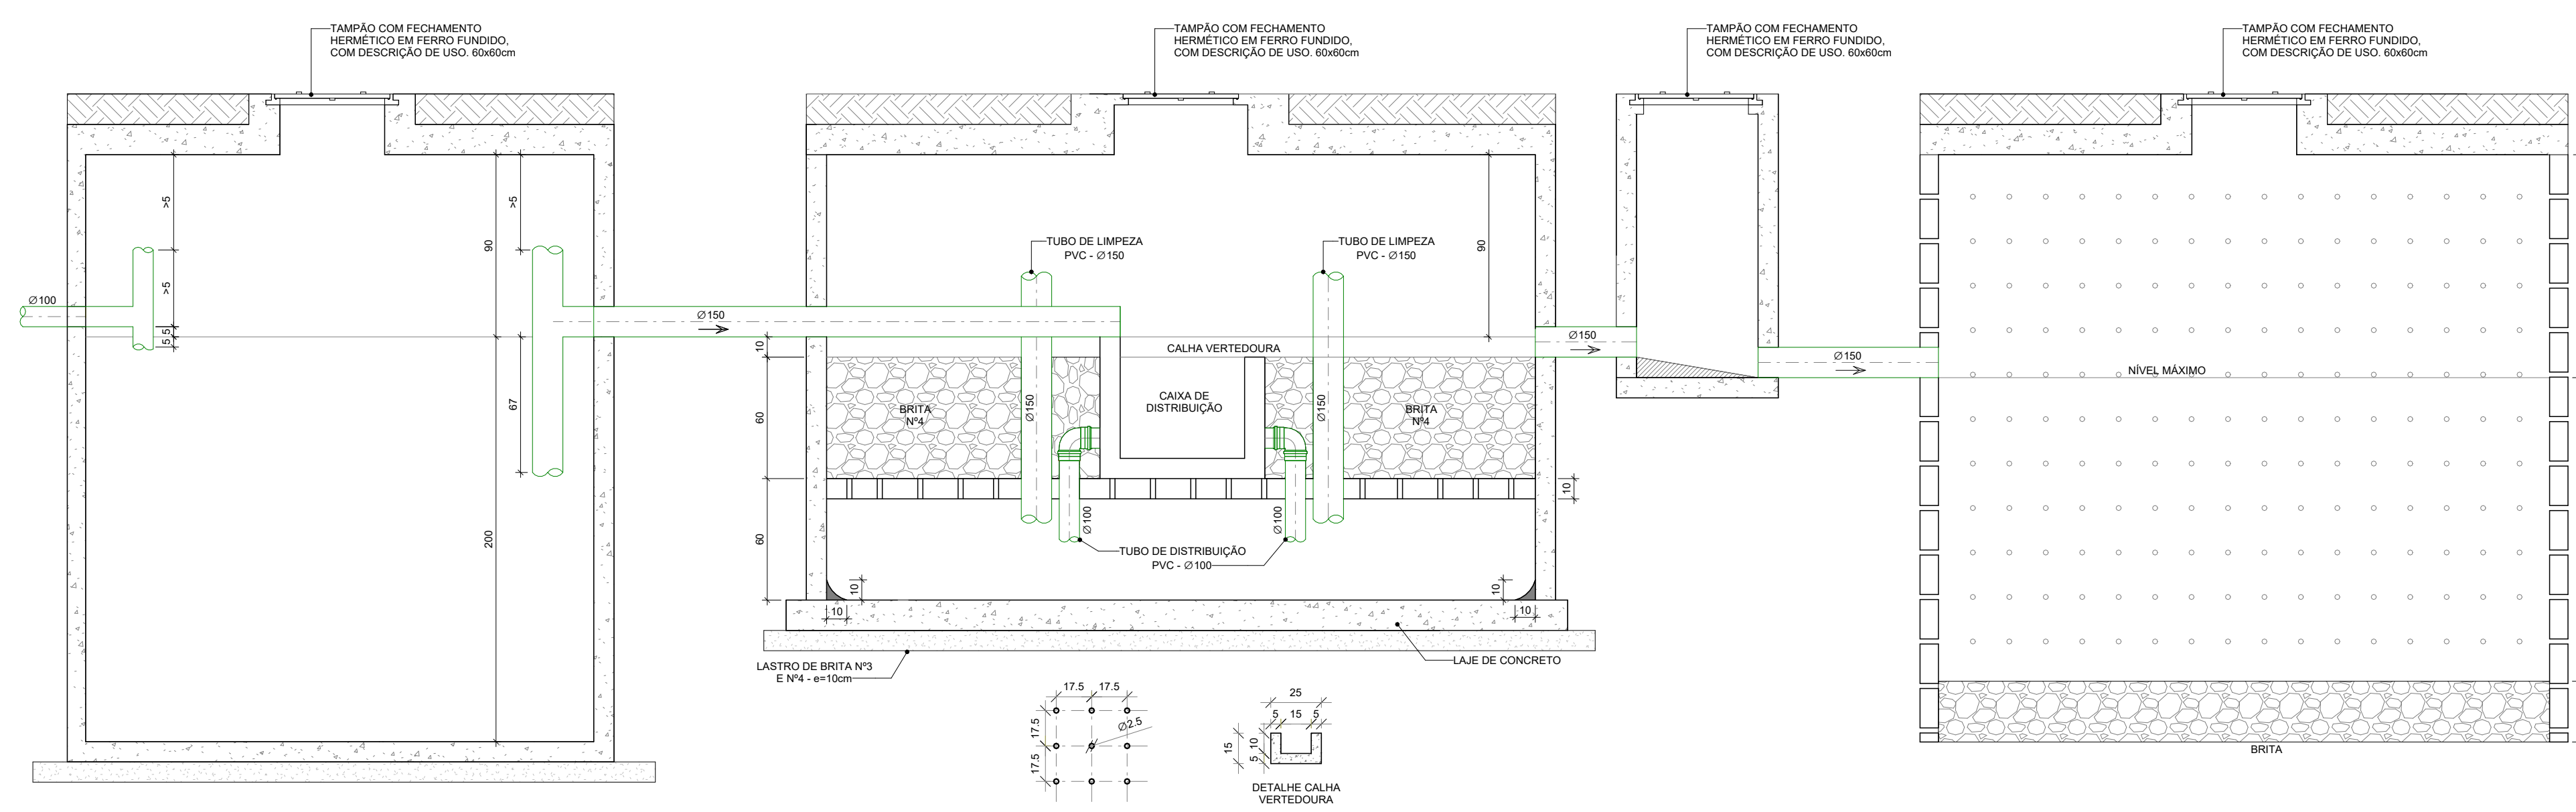 TAMPÃO COM FECHAMENTO
HERMÉTICO EM FERRO FUNDIDO,
COM DESCRIÇÃO DE USO. 60x60cm
TAMPÃO COM FECHAMENTO
HERMÉTICO EM FERRO FUNDIDO,
COM DESCRIÇÃO DE USO. 60x60cm
TAMPÃO COM FECHAMENTO
HERMÉTICO EM FERRO FUNDIDO,
COM DESCRIÇÃO DE USO. 60x60cm
TAMPÃO COM FECHAMENTO
HERMÉTICO EM FERRO FUNDIDO,
COM DESCRIÇÃO DE USO. 60x60cm
Ø100
>5
>5
5
5
>5
90
67
200
Ø150
TUBO DE LIMPEZA
PVC - Ø150
TUBO DE LIMPEZA
PVC - Ø150
90
10
60
60
CALHA VERTEDOURA
CAIXA DE
DISTRIBUIÇÃO
BRITA
Nº4
Ø150
Ø150
BRITA
Nº4
10
Ø100
Ø100
TUBO DE DISTRIBUIÇÃO
PVC - Ø100
10
10
10
10
LASTRO DE BRITA Nº3
E Nº4 - e=10cm
LAJE DE CONCRETO
Ø150
Ø150
NÍVEL MÁXIMO
BRITA
17.5
17.5
17.5
17.5
Ø2.5
25
5
15
5
15
10
5
DETALHE CALHA
VERTEDOURA